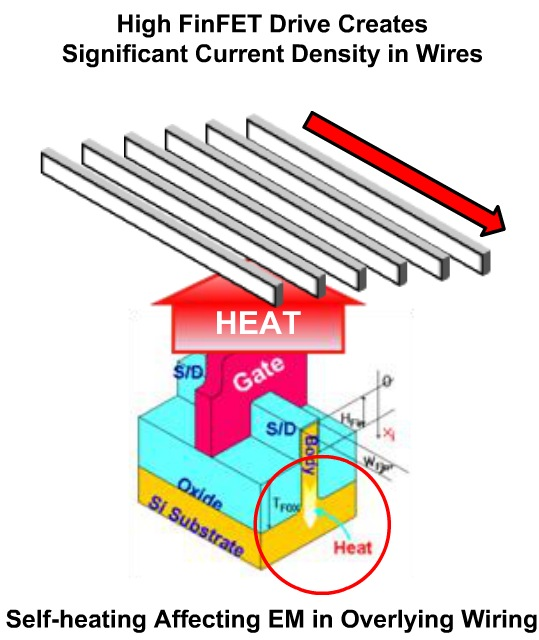 High FinFET Drive Creates
Significant Current Density in Wires
HEAT
S/D
Gate
S/D
Body
Oxide
Si Substrate
TFOX
Heat
Self-heating Affecting EM in Overlying Wiring